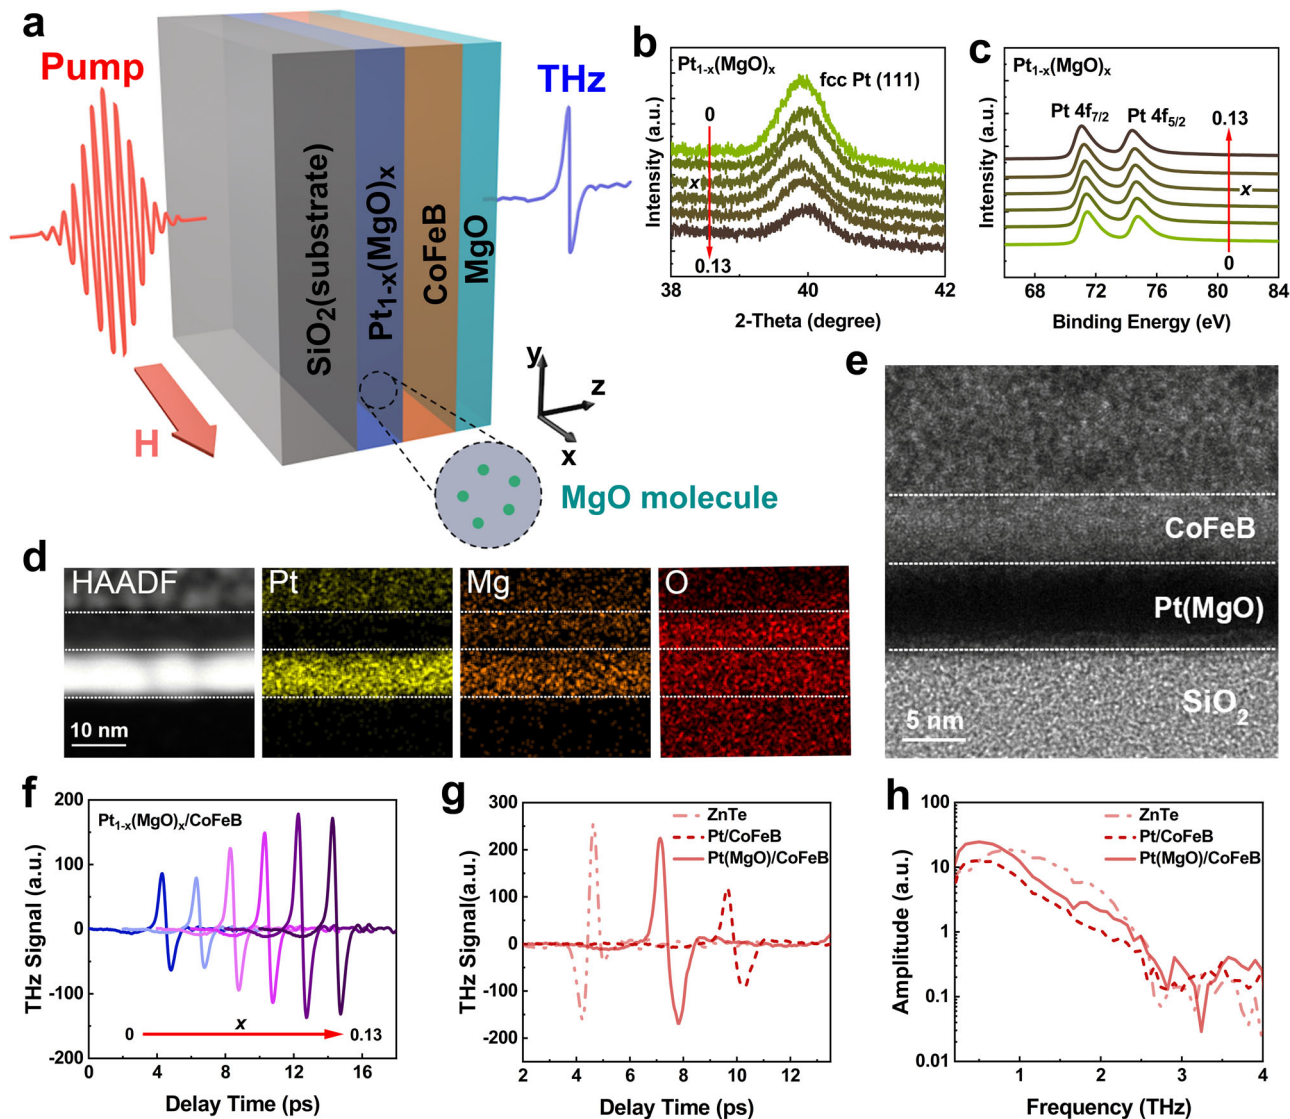 a
Pump
THz
SiO2(substrate)
Pt1-x(MgO)x
CoFeB
MgO
H
y
z
x
MgO molecule
b
Pt1-x(MgO)x
fcc Pt (111)
0
x
0.13
Intensity (a.u.)
38
40
42
2-Theta (degree)
c
Pt1-x(MgO)x
Pt 4f7/2
Pt 4f5/2
0.13
x
0
Intensity (a.u.)
68
72
76
80
84
Binding Energy (eV)
d
HAADF
Pt
Mg
O
10 nm
e
CoFeB
Pt(MgO)
SiO2
5 nm
f
Pt1-x(MgO)x/CoFeB
THz Signal (a.u.)
200
100
0
-100
-200
0
x
0.13
0
4
8
12
16
Delay Time (ps)
g
ZnTe
Pt/CoFeB
Pt(MgO)/CoFeB
THz Signal(a.u.)
300
200
100
0
-100
-200
2
4
6
8
10
12
Delay Time (ps)
h
ZnTe
Pt/CoFeB
Pt(MgO)/CoFeB
Amplitude (a.u.)
100
10
1
0.1
0.01
1
2
3
4
Frequency (THz)